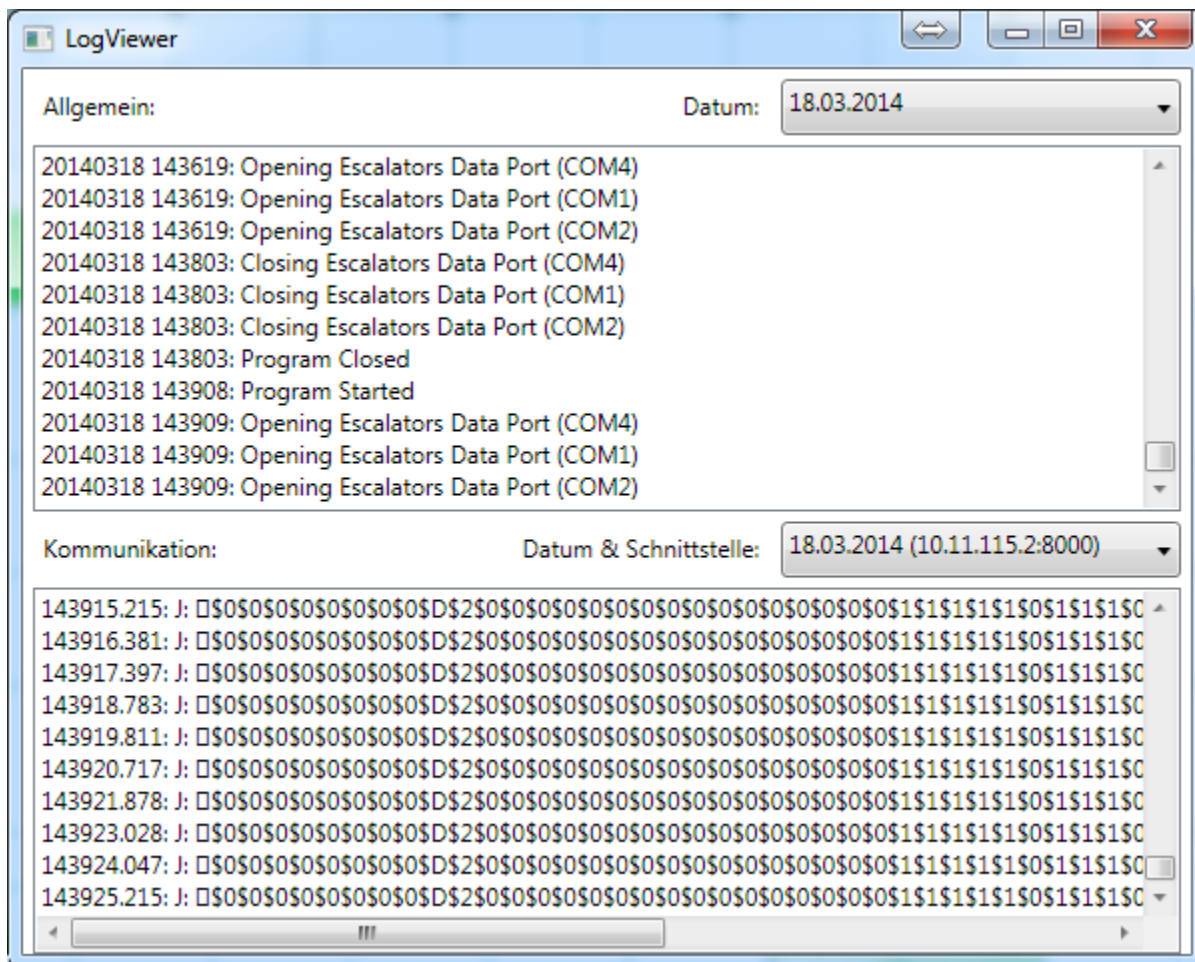 LogViewer
Allgemein: Datum: 18.03.2014
20140318 143619: Opening Escalators Data Port (COM4)
20140318 143619: Opening Escalators Data Port (COM1)
20140318 143619: Opening Escalators Data Port (COM2)
20140318 143803: Closing Escalators Data Port (COM4)
20140318 143803: Closing Escalators Data Port (COM1)
20140318 143803: Closing Escalators Data Port (COM2)
20140318 143803: Program Closed
20140318 143908: Program Started
20140318 143909: Opening Escalators Data Port (COM4)
20140318 143909: Opening Escalators Data Port (COM1)
20140318 143909: Opening Escalators Data Port (COM2)
Kommunikation: Datum & Schnittstelle: 18.03.2014 (10.11.115.2:8000)
143915.215: J: □$0$0$0$0$0$0$0$D$2$0$0$0$0$0$0$0$0$0$0$0$0$0$0$0$1$1$1$1$1$0$1$1$1$0
143916.381: J: □$0$0$0$0$0$0$0$D$2$0$0$0$0$0$0$0$0$0$0$0$0$0$0$0$1$1$1$1$1$0$1$1$1$0
143917.397: J: □$0$0$0$0$0$0$0$D$2$0$0$0$0$0$0$0$0$0$0$0$0$0$0$0$1$1$1$1$1$0$1$1$1$0
143918.783: J: □$0$0$0$0$0$0$0$D$2$0$0$0$0$0$0$0$0$0$0$0$0$0$0$0$1$1$1$1$1$0$1$1$1$0
143919.811: J: □$0$0$0$0$0$0$0$D$2$0$0$0$0$0$0$0$0$0$0$0$0$0$0$0$1$1$1$1$1$0$1$1$1$0
143920.717: J: □$0$0$0$0$0$0$0$D$2$0$0$0$0$0$0$0$0$0$0$0$0$0$0$0$1$1$1$1$1$0$1$1$1$0
143921.878: J: □$0$0$0$0$0$0$0$D$2$0$0$0$0$0$0$0$0$0$0$0$0$0$0$0$1$1$1$1$1$0$1$1$1$0
143923.028: J: □$0$0$0$0$0$0$0$D$2$0$0$0$0$0$0$0$0$0$0$0$0$0$0$0$1$1$1$1$1$0$1$1$1$0
143924.047: J: □$0$0$0$0$0$0$0$D$2$0$0$0$0$0$0$0$0$0$0$0$0$0$0$0$1$1$1$1$1$0$1$1$1$0
143925.215: J: □$0$0$0$0$0$0$0$D$2$0$0$0$0$0$0$0$0$0$0$0$0$0$0$0$1$1$1$1$1$0$1$1$1$0